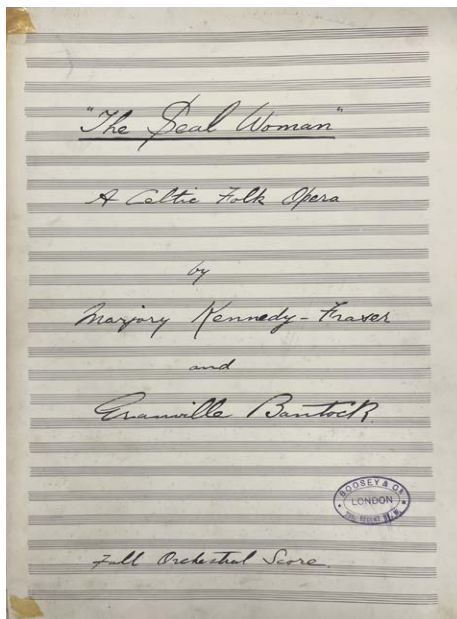 "The Seal Woman"
A Celtic Folk Opera
by
Marjory Kennedy-Fraser
and
Granville Bantock.
BOOSEY & Co
LONDON
REGENT
Full Orchestral Score.